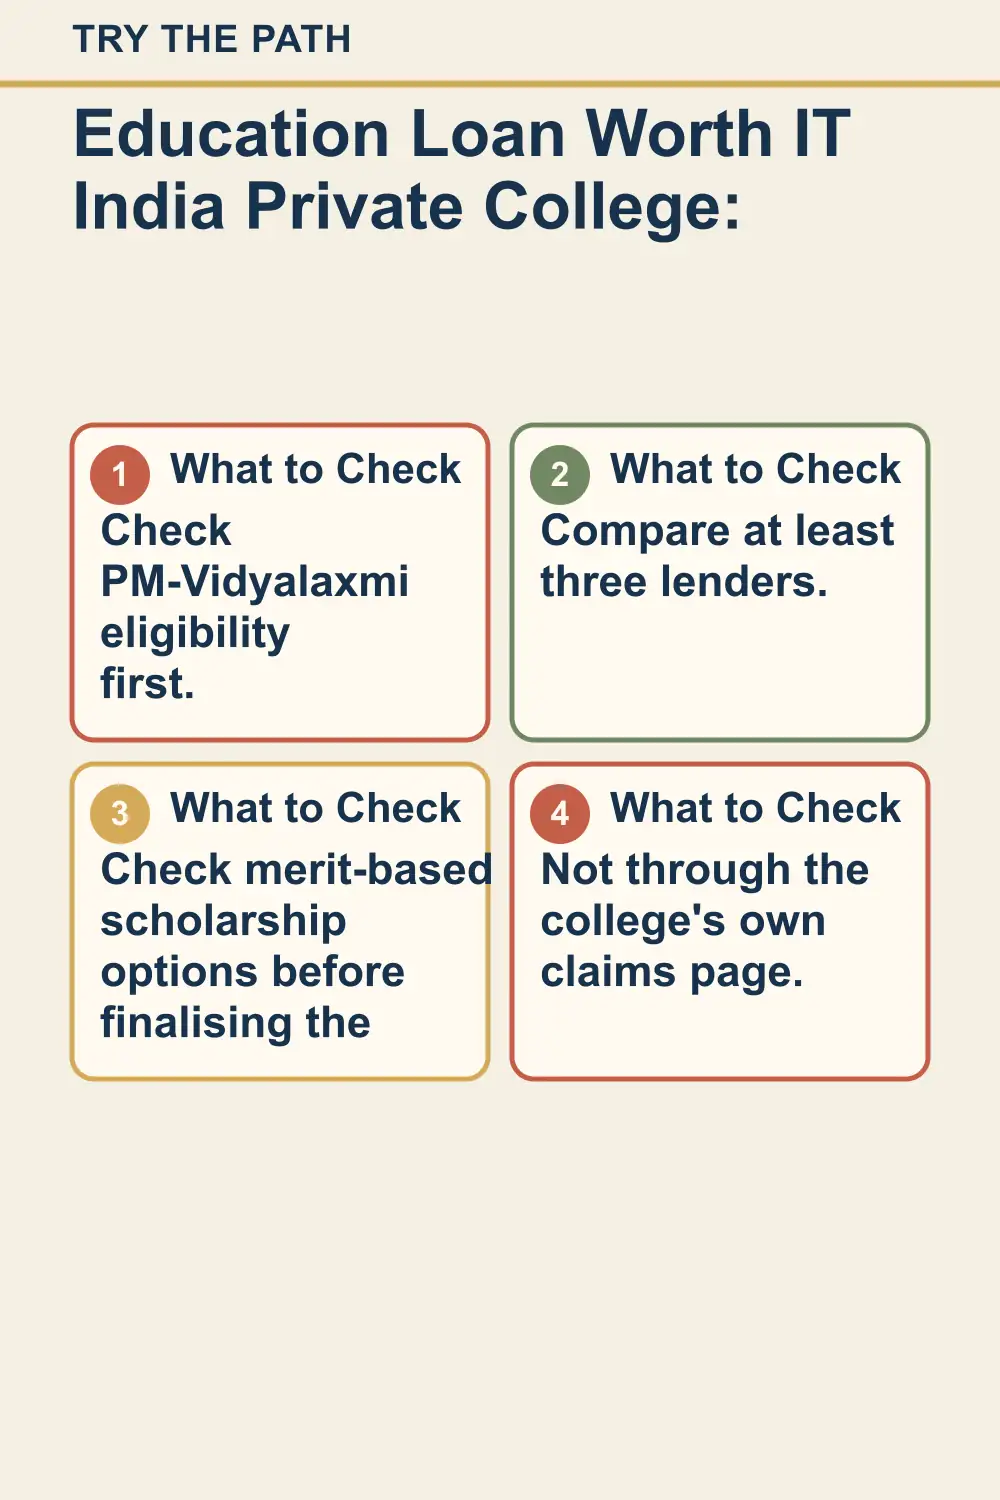 TRY THE PATH
Education Loan Worth IT
India Private College:
1 What to Check
Check
PM-Vidyalaxmi
eligibility
first.
2 What to Check
Compare at least
three lenders.
3 What to Check
Check merit-based
scholarship
options before
finalising the
4 What to Check
Not through the
college's own
claims page.